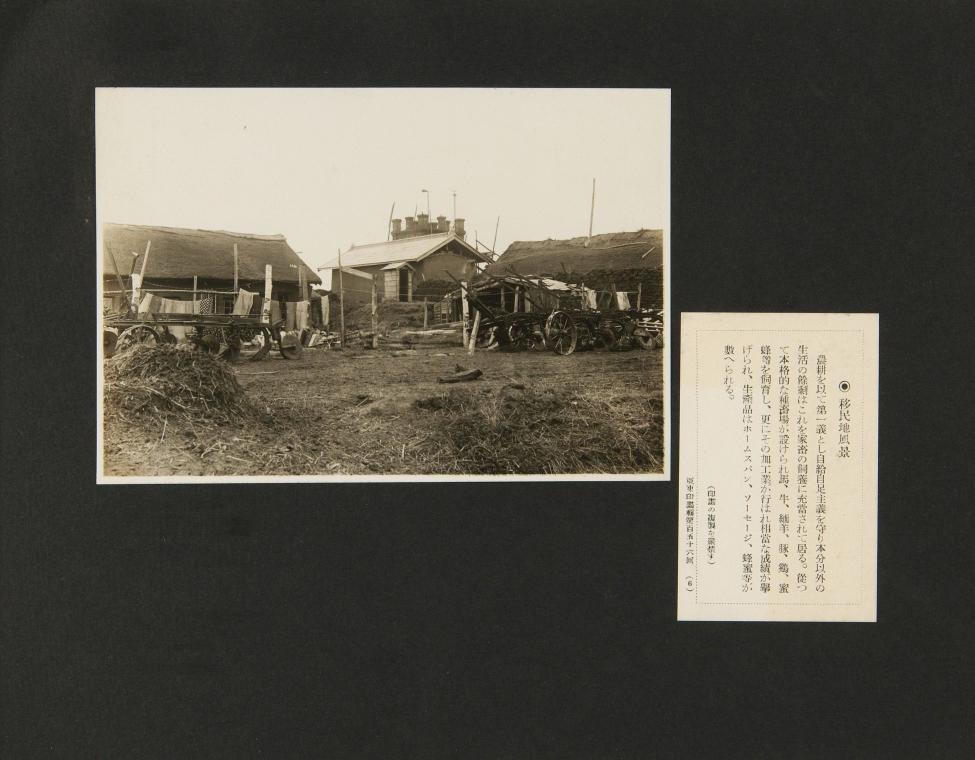 ◉ 移民地風景
農耕を以て第一義とし自給自足主義を守り本分以外の
生活の餘剰はこれを家畜の飼養に充當されて居る。從つ
て本格的な種畜場が設けられ馬、牛、緬羊、豚、鷄、蜜
蜂等を飼育し、更にその加工業が行はれ相當な成績が擧
げられ、生産品はホームスパン、ソーセージ、蜂蜜等が
數へられる。
(印畫の複製を嚴禁す)
亞東印畫輯第百五十六回 (6)